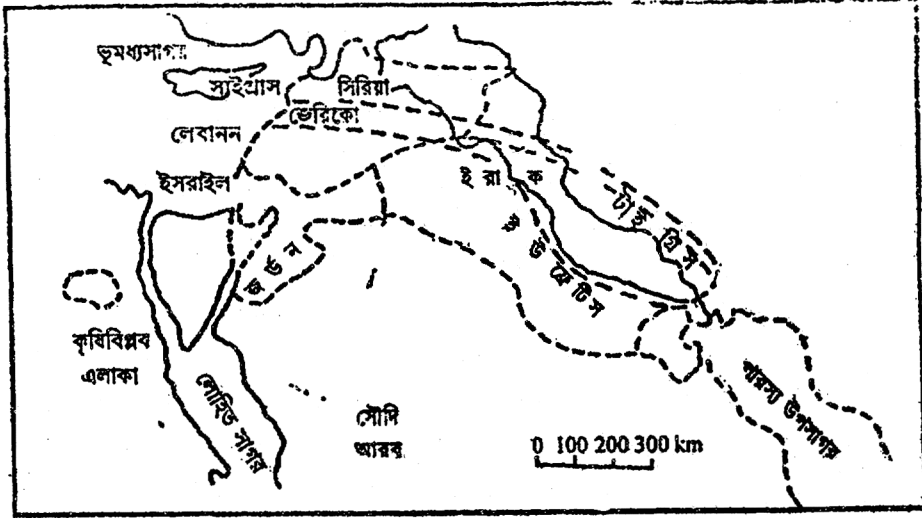 ভূমধ্যসাগর
সাইপ্রাস
সিরিয়া
ভেরিকো
লেবানন
ইসরাইল
ই রা ক
টাইগ্রিস
ইউফ্রেটিস
জর্ডন
কৃষিবিপ্লব
এলাকা
লোহিত সাগর
সৌদি
আরব
0 100 200 300 km
পারস্য উপসাগর